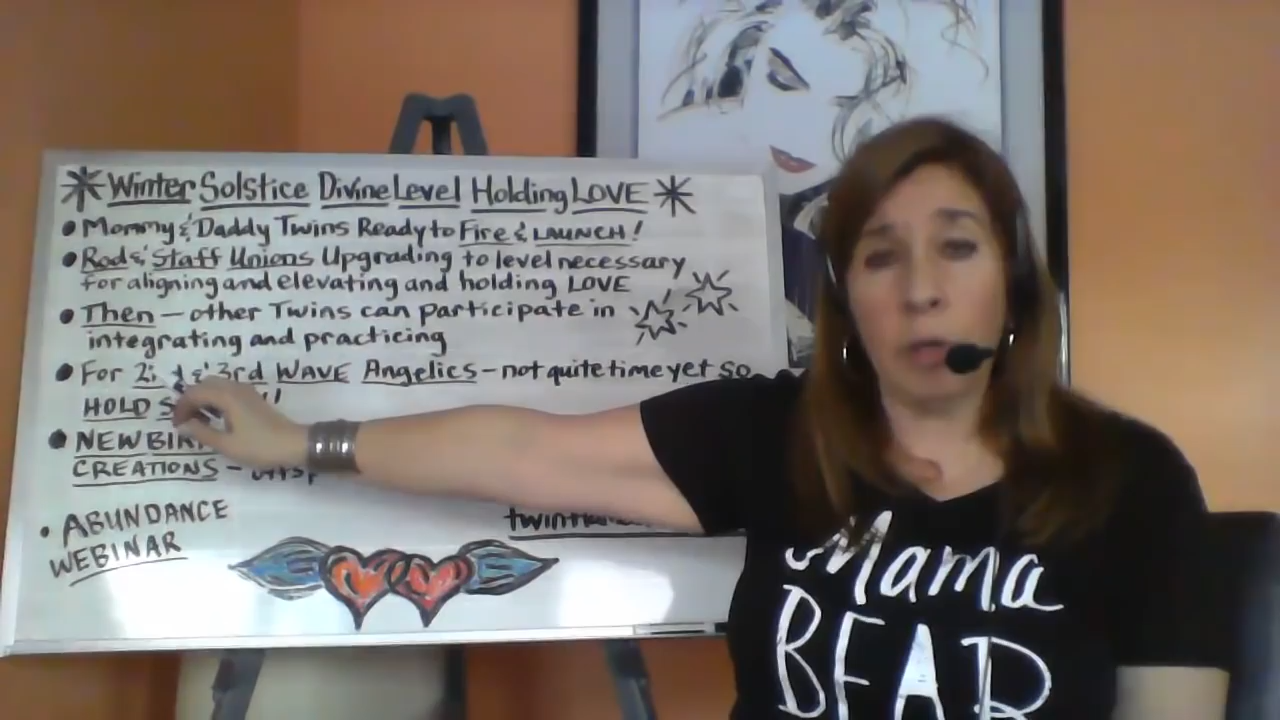 * Winter Solstice Divine Level Holding LOVE *
• Mommy & Daddy Twins Ready to Fire & LAUNCH!
• Rod & Staff Unions Upgrading to level necessary
for aligning and elevating and holding LOVE
• Then - other Twins can participate in
integrating and practicing
• For & 3rd WAVE Angelics - not quite time yet so
HOLD
• NEW
CREATIONS -
• ABUNDANCE
WEBINAR
Mama
BEAR